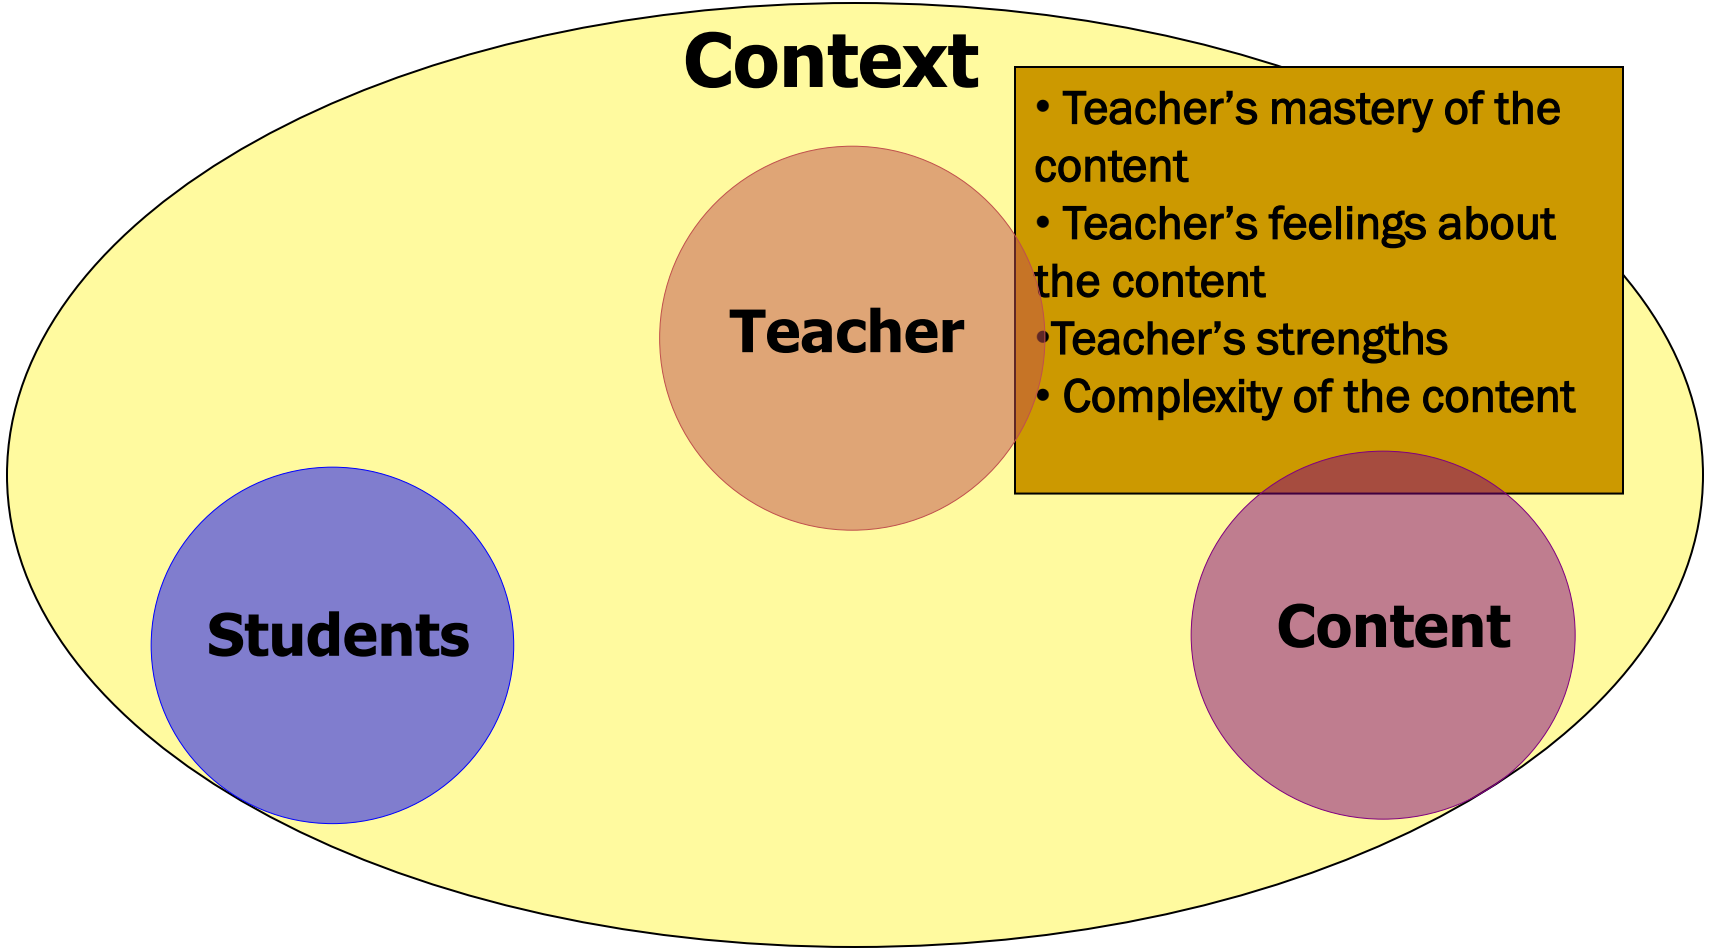 Context
• Teacher’s mastery of the
content
• Teacher’s feelings about
the content
•Teacher’s strengths
• Complexity of the content
Teacher
Students
Content